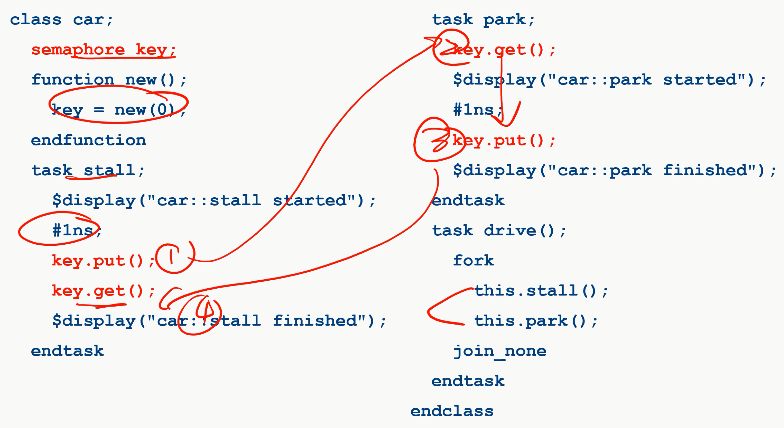 class car;
semaphore key;
function new();
key = new(0);
endfunction
task stall;
$display("car::stall started");
#1ns;
key.put(); ①
key.get();
$display("car::stall finished"); ④
endtask
task park;
② key.get();
$display("car::park started");
#1ns;
③ key.put();
$display("car::park finished");
endtask
task drive();
fork
this.stall();
this.park();
join_none
endtask
endclass